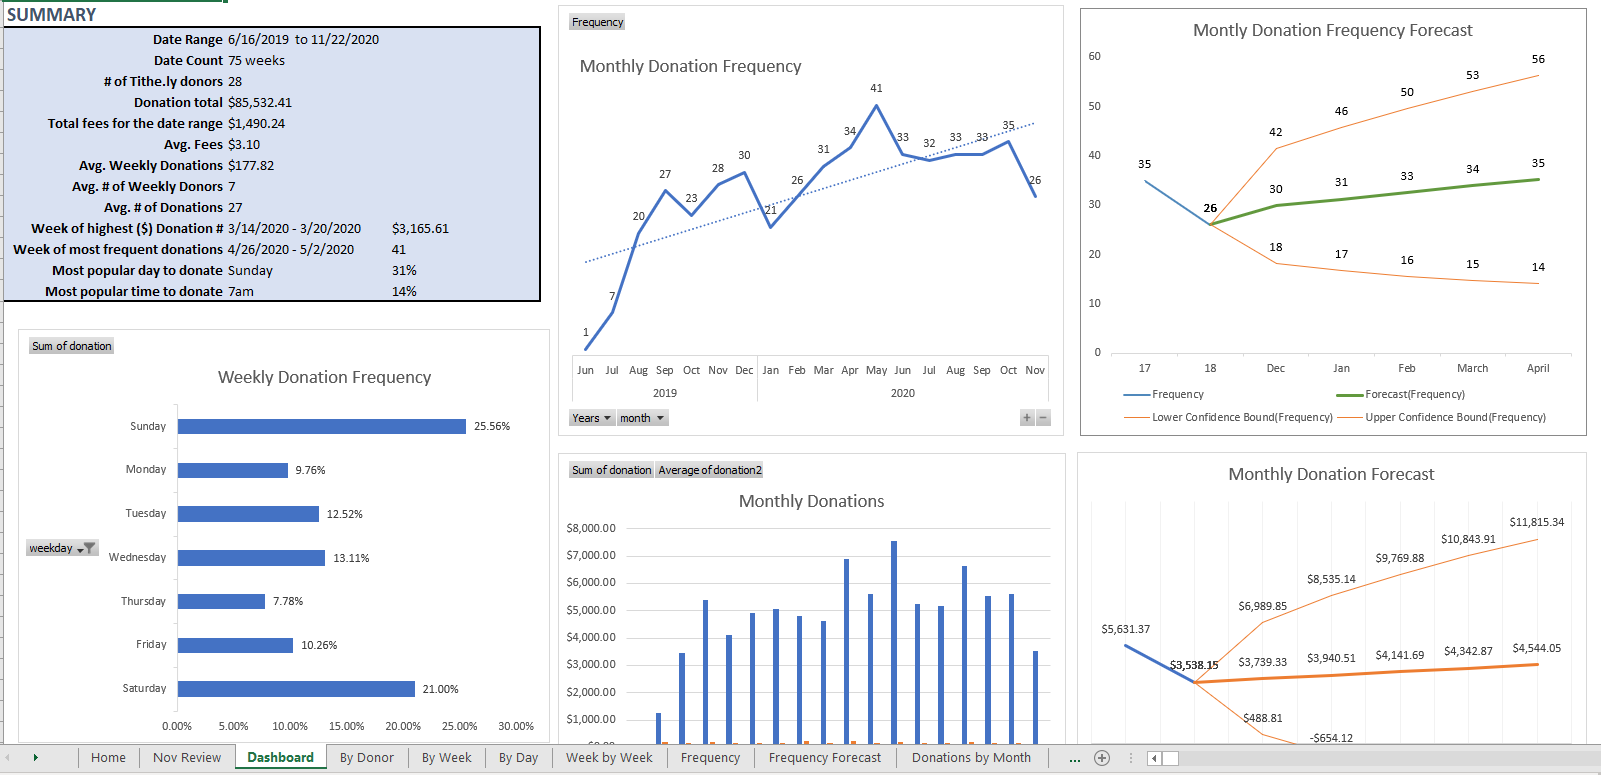 SUMMARY
Date Range 6/16/2019 to 11/22/2020
Date Count 75 weeks
# of Tithe.ly donors 28
Donation total $85,532.41
Total fees for the date range $1,490.24
Avg. Fees $3.10
Avg. Weekly Donations $177.82
Avg. # of Weekly Donors 7
Avg. # of Donations 27
Week of highest ($) Donation # 3/14/2020 - 3/20/2020 $3,165.61
Week of most frequent donations 4/26/2020 - 5/2/2020 41
Most popular day to donate Sunday 31%
Most popular time to donate 7am 14%
Sum of donation
Weekly Donation Frequency
weekday
Sunday 25.56%
Monday 9.76%
Tuesday 12.52%
Wednesday 13.11%
Thursday 7.78%
Friday 10.26%
Saturday 21.00%
0.00% 5.00% 10.00% 15.00% 20.00% 25.00% 30.00%
Frequency
Monthly Donation Frequency
1 7 20 27 23 28 30 21 26 31 34 41 33 32 33 33 35 26
Jun Jul Aug Sep Oct Nov Dec Jan Feb Mar Apr May Jun Jul Aug Sep Oct Nov
2019 2020
Years month
+ −
Sum of donation Average of donation2
Monthly Donations
$8,000.00
$7,000.00
$6,000.00
$5,000.00
$4,000.00
$3,000.00
$2,000.00
$1,000.00
Montly Donation Frequency Forecast
60
50
40
30
20
10
0
35 26
42 46 50 53 56
30 31 33 34 35
18 17 16 15 14
17 18 Dec Jan Feb March April
Frequency Forecast(Frequency)
Lower Confidence Bound(Frequency) Upper Confidence Bound(Frequency)
Monthly Donation Forecast
$5,631.37 $3,538.15
$6,989.85 $8,535.14 $9,769.88 $10,843.91 $11,815.34
$3,739.33 $3,940.51 $4,141.69 $4,342.87 $4,544.05
$488.81 -$654.12
Home Nov Review Dashboard By Donor By Week By Day Week by Week Frequency Frequency Forecast Donations by Month ...